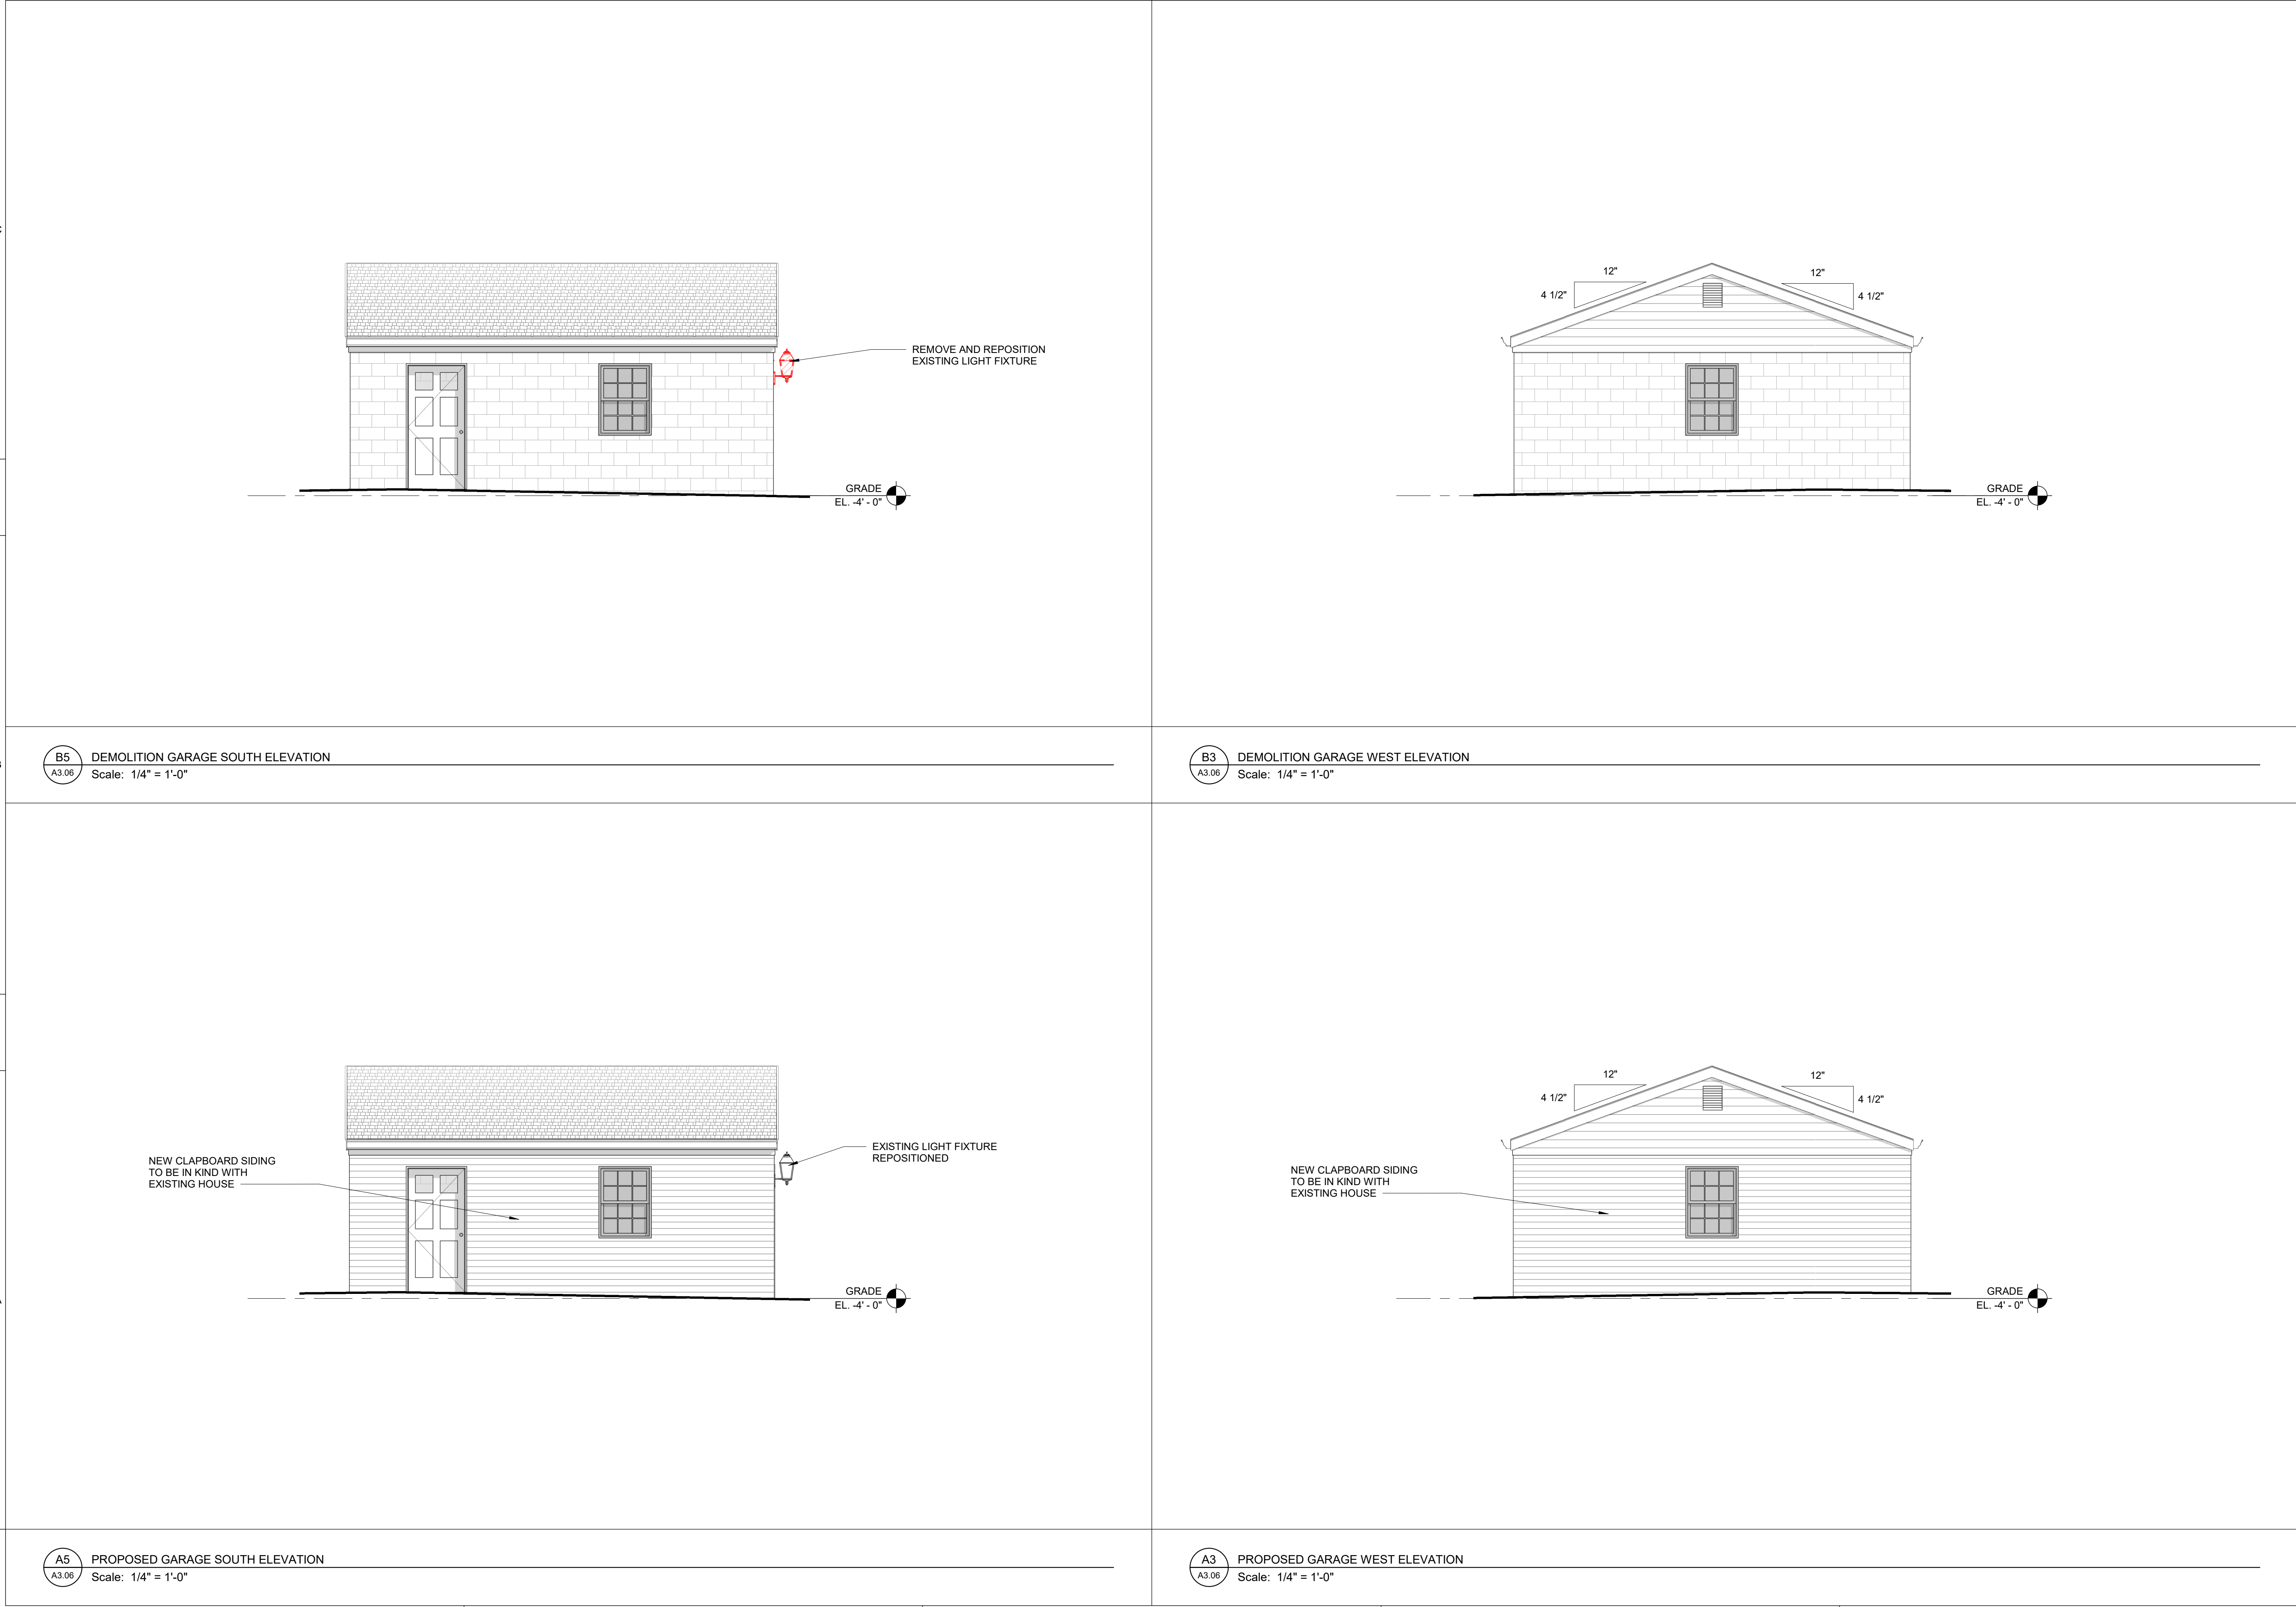 12"
4 1/2"
12"
4 1/2"
REMOVE AND REPOSITION
EXISTING LIGHT FIXTURE
GRADE
EL. -4' - 0"
GRADE
EL. -4' - 0"
B5
A3.06
DEMOLITION GARAGE SOUTH ELEVATION
Scale: 1/4" = 1'-0"
B3
A3.06
DEMOLITION GARAGE WEST ELEVATION
Scale: 1/4" = 1'-0"
NEW CLAPBOARD SIDING
TO BE IN KIND WITH
EXISTING HOUSE
EXISTING LIGHT FIXTURE
REPOSITIONED
GRADE
EL. -4' - 0"
12"
4 1/2"
12"
4 1/2"
NEW CLAPBOARD SIDING
TO BE IN KIND WITH
EXISTING HOUSE
GRADE
EL. -4' - 0"
A5
A3.06
PROPOSED GARAGE SOUTH ELEVATION
Scale: 1/4" = 1'-0"
A3
A3.06
PROPOSED GARAGE WEST ELEVATION
Scale: 1/4" = 1'-0"